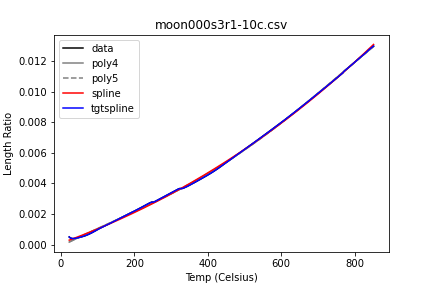 moon000s3r1-10c.csv
data
poly4
poly5
spline
tgtspline
0.012
0.010
0.008
0.006
0.004
0.002
0.000
Length Ratio
0 200 400 600 800
Temp (Celsius)